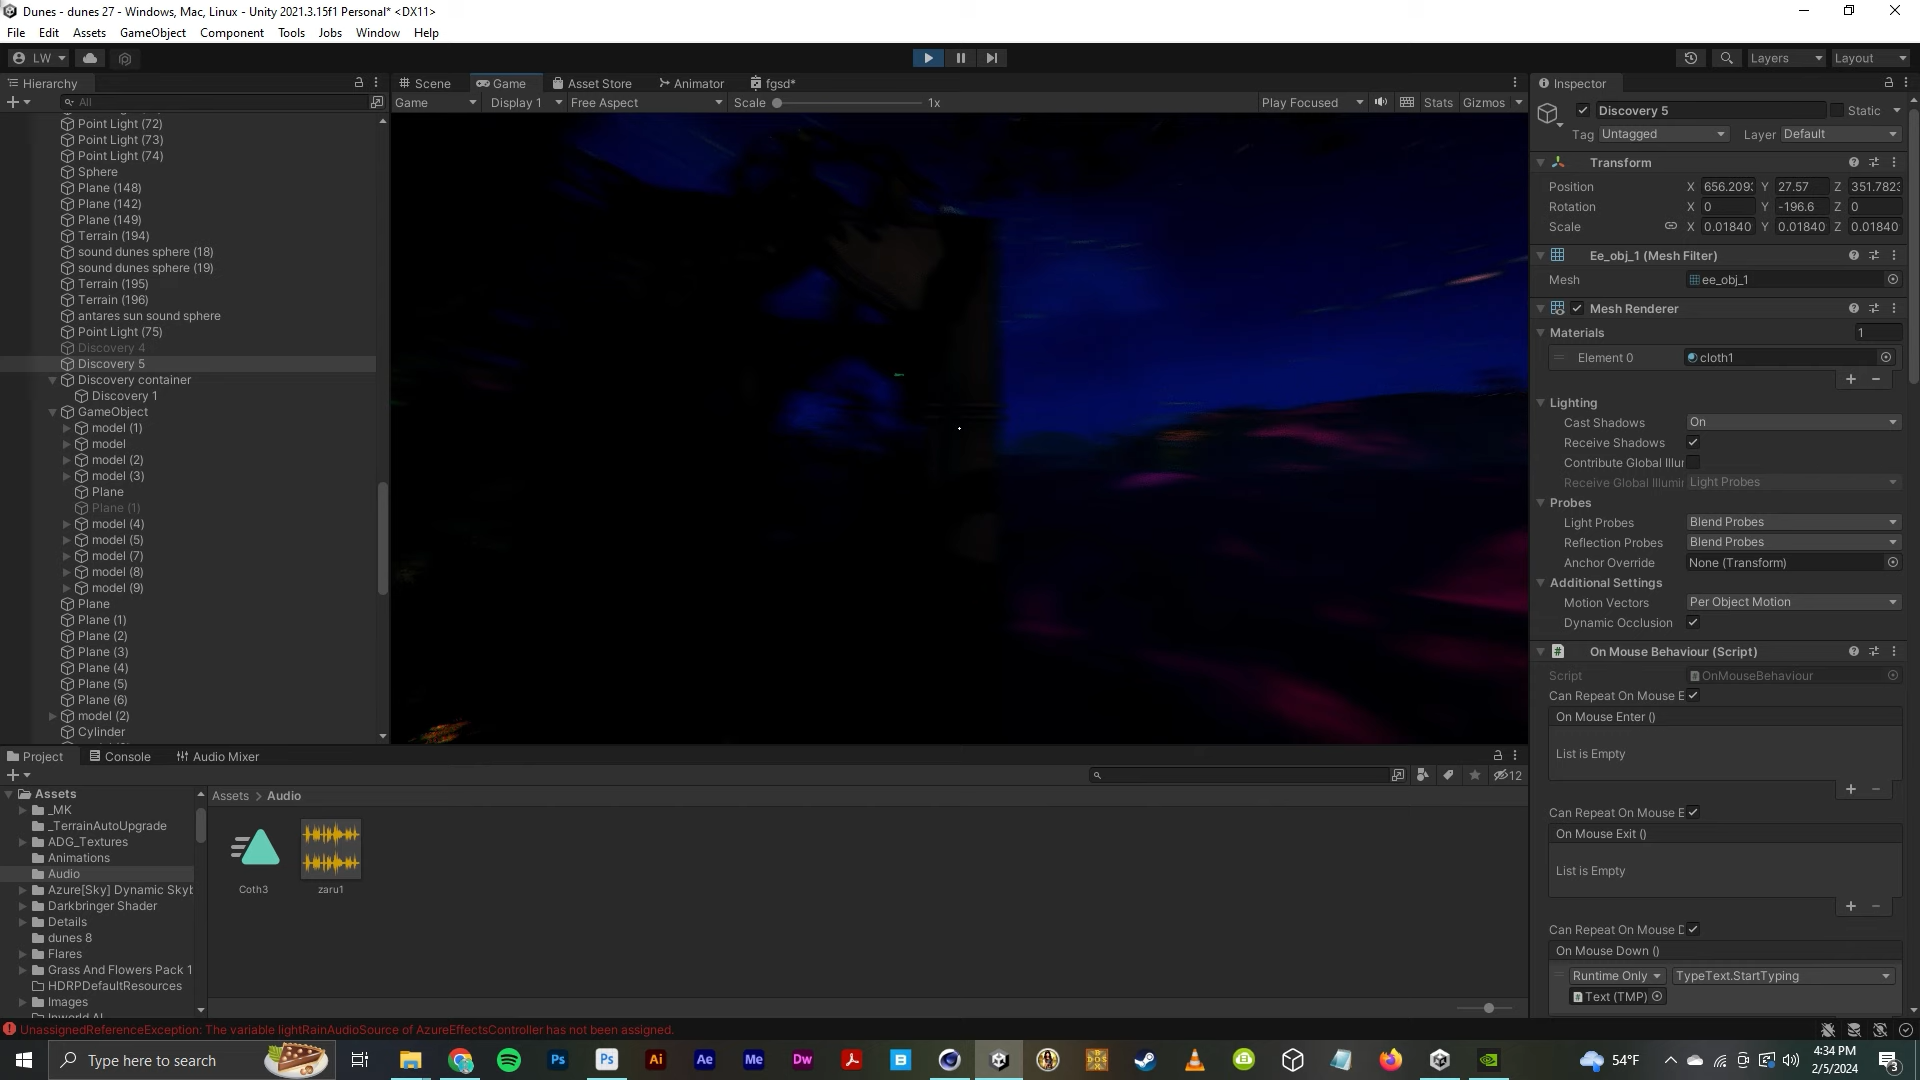 Dunes - dunes 27 - Windows, Mac, Linux - Unity 2021.3.15f1 Personal* <DX11>
File Edit Assets GameObject Component Tools Jobs Window Help
LW Layers Layout
Hierarchy Scene Game Asset Store Animator fgsd* Inspector
All Game Display 1 Free Aspect Scale 1x Play Focused Stats Gizmos
Point Light (72)
Point Light (73)
Point Light (74)
Sphere
Plane (148)
Plane (142)
Plane (149)
Terrain (194)
sound dunes sphere (18)
sound dunes sphere (19)
Terrain (195)
Terrain (196)
antares sun sound sphere
Point Light (75)
Discovery 4
Discovery 5
Discovery container
Discovery 1
GameObject
model (1)
model
model (2)
model (3)
Plane
Plane (1)
model (4)
model (5)
model (7)
model (8)
model (9)
Plane
Plane (1)
Plane (2)
Plane (3)
Plane (4)
Plane (5)
Plane (6)
model (2)
Cylinder
Discovery 5 Static
Tag Untagged Layer Default
Transform
Position X 656.209 Y 27.57 Z 351.782
Rotation X 0 Y -196.6 Z 0
Scale X 0.01840 Y 0.01840 Z 0.01840
Ee_obj_1 (Mesh Filter)
Mesh ee_obj_1
Mesh Renderer
Materials 1
Element 0 cloth1
Lighting
Cast Shadows On
Receive Shadows
Contribute Global Illur
Receive Global Illumir Light Probes
Probes
Light Probes Blend Probes
Reflection Probes Blend Probes
Anchor Override None (Transform)
Additional Settings
Motion Vectors Per Object Motion
Dynamic Occlusion
On Mouse Behaviour (Script)
Script OnMouseBehaviour
Can Repeat On Mouse E
On Mouse Enter ()
List is Empty
Can Repeat On Mouse E
On Mouse Exit ()
List is Empty
Can Repeat On Mouse D
On Mouse Down ()
Runtime Only TypeText.StartTyping
Text (TMP)
Project Console Audio Mixer
12
Assets
_MK
_TerrainAutoUpgrade
ADG_Textures
Animations
Audio
Azure[Sky] Dynamic Skyb
Darkbringer Shader
Details
dunes 8
Flares
Grass And Flowers Pack 1
HDRPDefaultResources
Images
Inworld AI
Assets > Audio
Coth3 zaru1
UnassignedReferenceException: The variable lightRainAudioSource of AzureEffectsController has not been assigned.
Type here to search
Ps Ps Ai Ae Me Dw
54°F
4:34 PM
2/5/2024
3